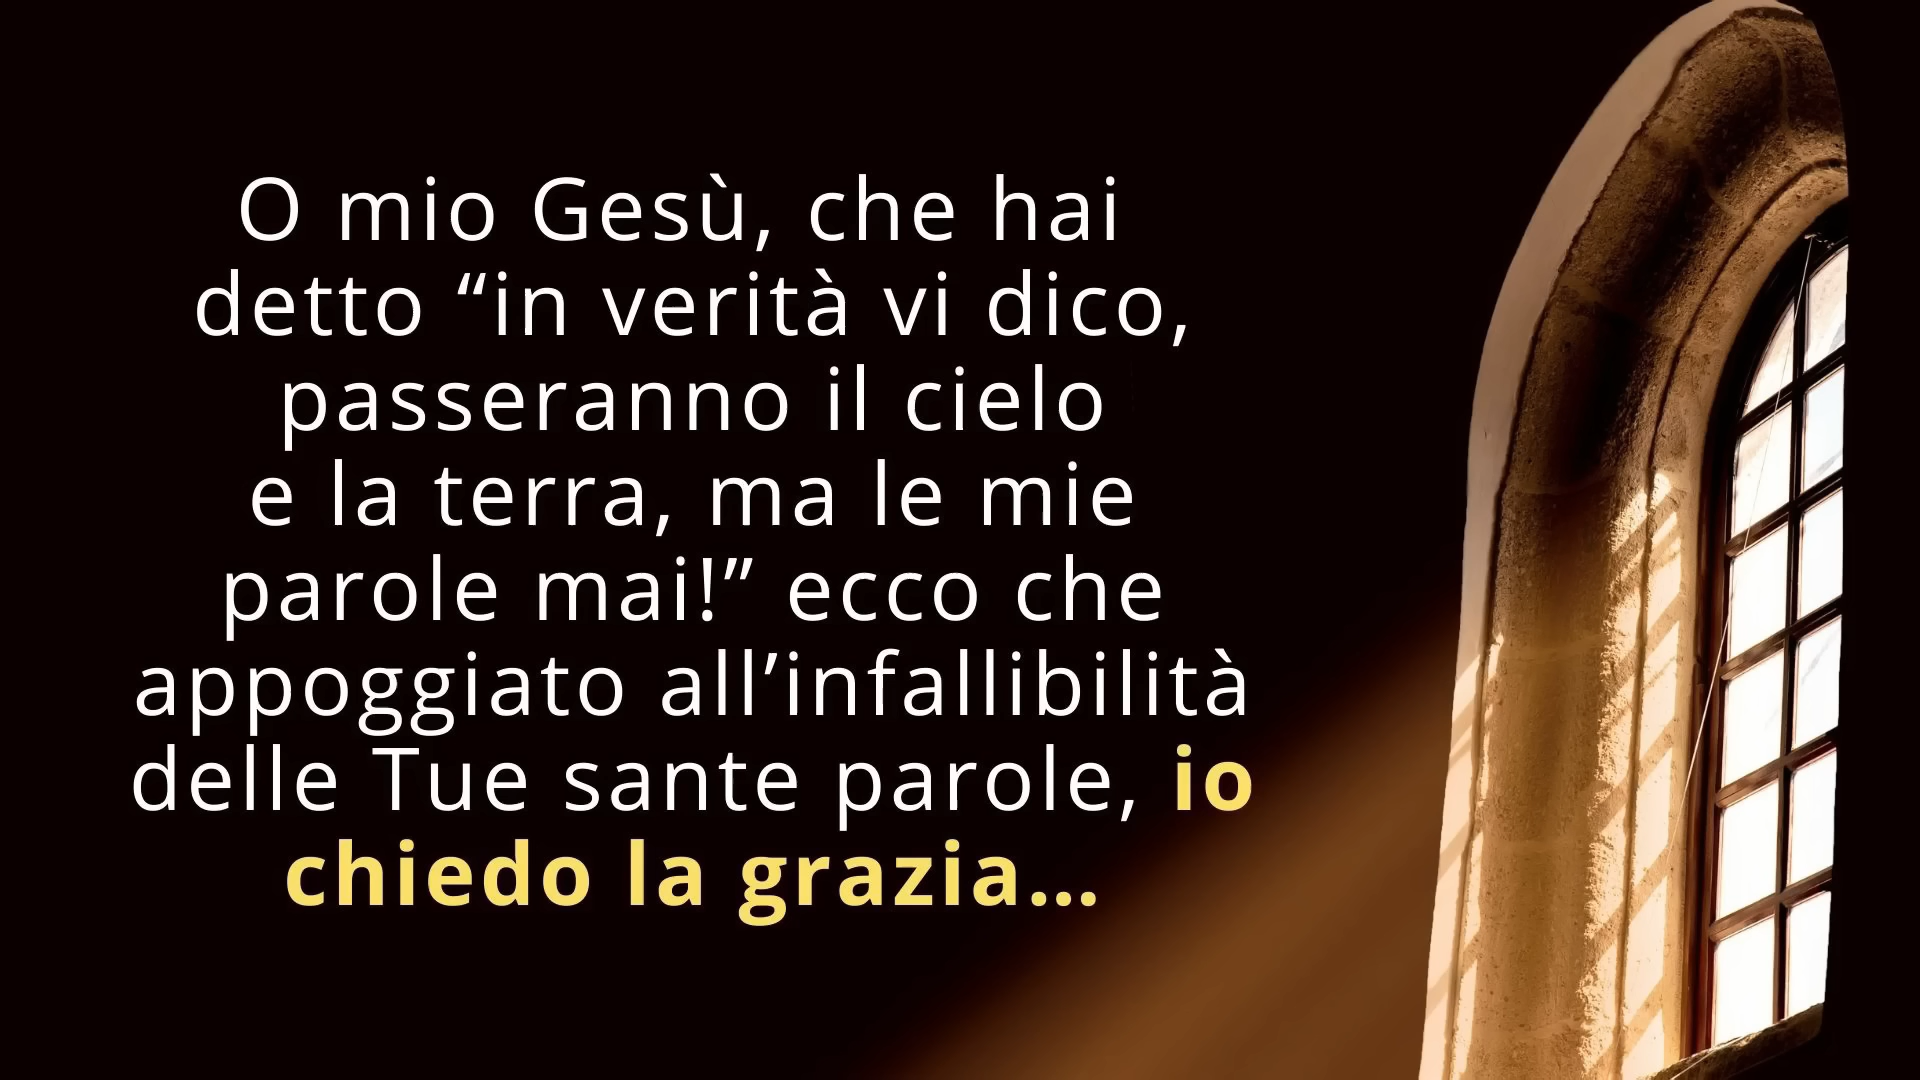 O mio Gesù, che hai
detto “in verità vi dico,
passeranno il cielo
e la terra, ma le mie
parole mai!” ecco che
appoggiato all’infallibilità
delle Tue sante parole, io
chiedo la grazia...